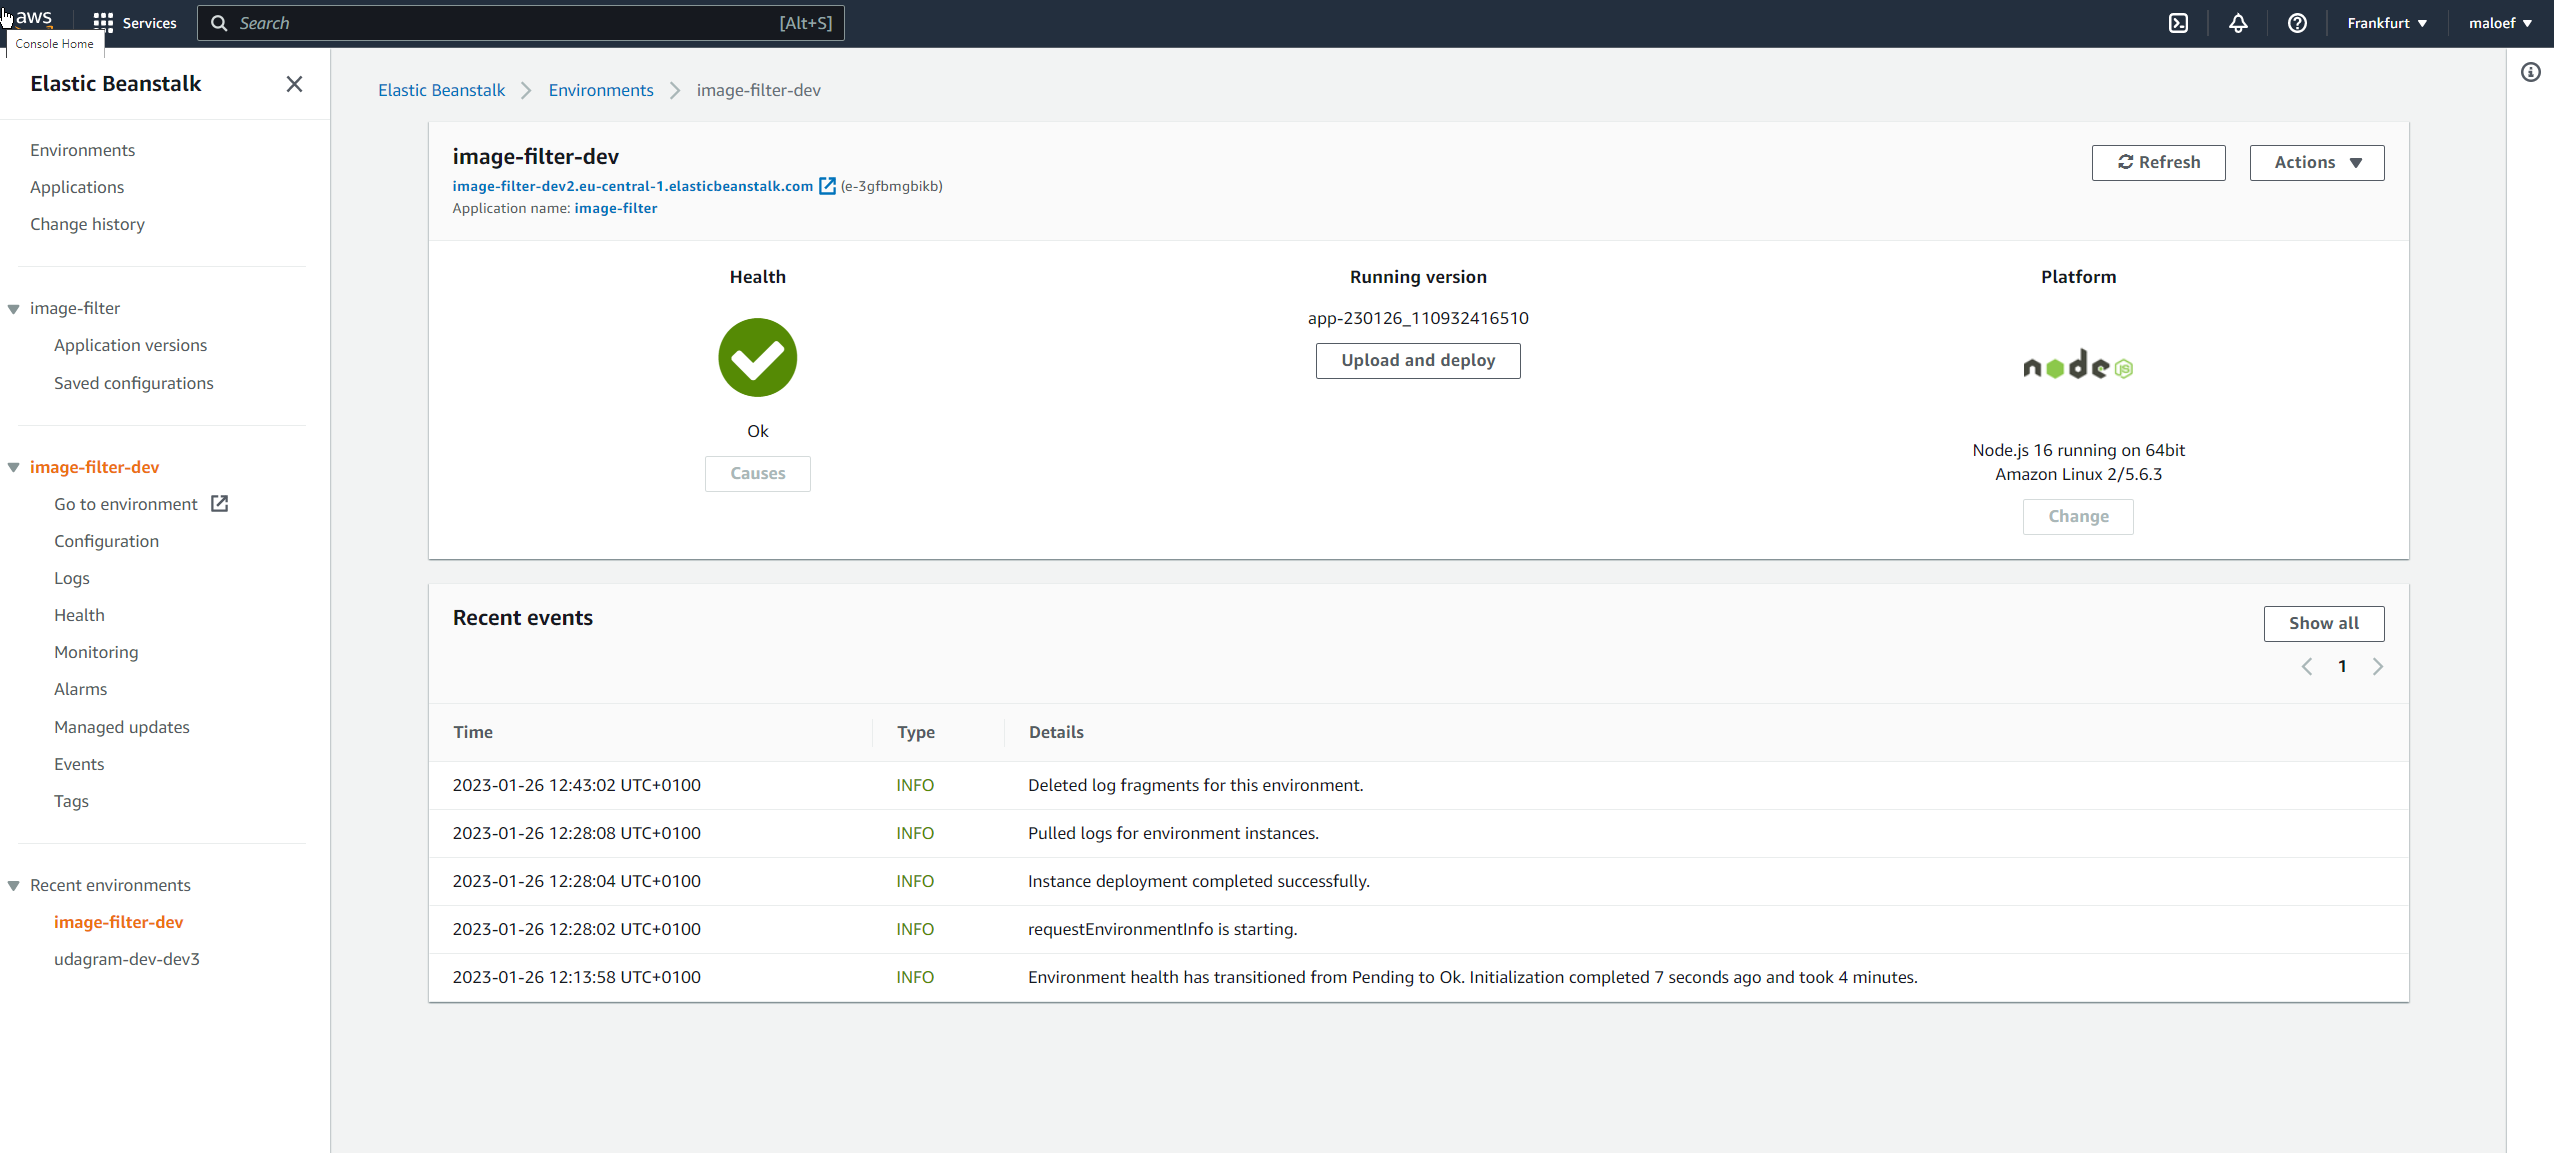 aws
Services
Search
[Alt+S]
Frankfurt
maloef
Console Home
Elastic Beanstalk
Environments
Applications
Change history
image-filter
Application versions
Saved configurations
image-filter-dev
Go to environment
Configuration
Logs
Health
Monitoring
Alarms
Managed updates
Events
Tags
Recent environments
image-filter-dev
udagram-dev-dev3
Elastic Beanstalk
Environments
image-filter-dev
image-filter-dev
image-filter-dev2.eu-central-1.elasticbeanstalk.com (e-3gfbmgbikb)
Application name: image-filter
Refresh
Actions
Health
Ok
Causes
Running version
app-230126_110932416510
Upload and deploy
Platform
node JS
Node.js 16 running on 64bit
Amazon Linux 2/5.6.3
Change
Recent events
Show all
1
Time Type Details
2023-01-26 12:43:02 UTC+0100 INFO Deleted log fragments for this environment.
2023-01-26 12:28:08 UTC+0100 INFO Pulled logs for environment instances.
2023-01-26 12:28:04 UTC+0100 INFO Instance deployment completed successfully.
2023-01-26 12:28:02 UTC+0100 INFO requestEnvironmentInfo is starting.
2023-01-26 12:13:58 UTC+0100 INFO Environment health has transitioned from Pending to Ok. Initialization completed 7 seconds ago and took 4 minutes.